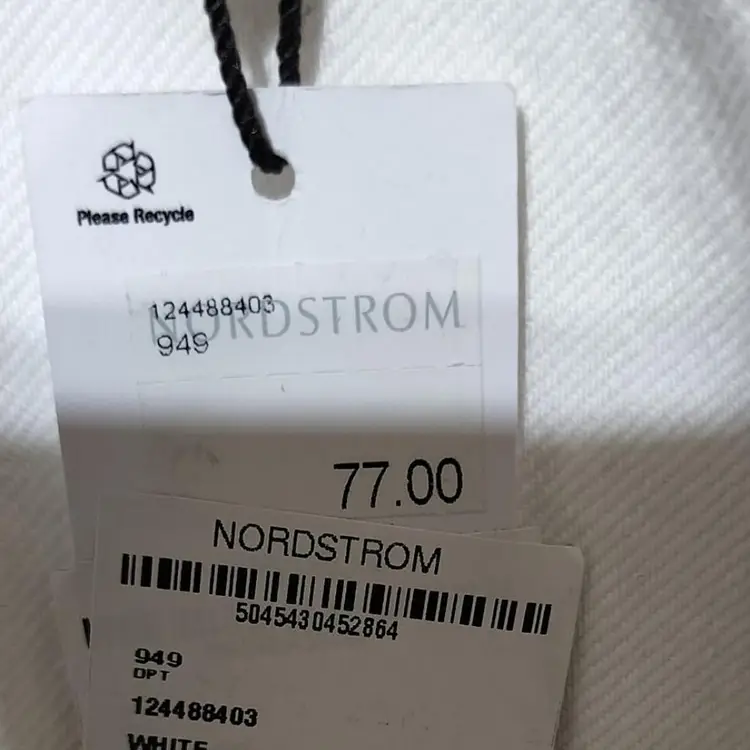 Please Recycle
124488403
NORDSTROM
949
77.00
NORDSTROM
5045430452864
949
DPT
124488403
WHITE